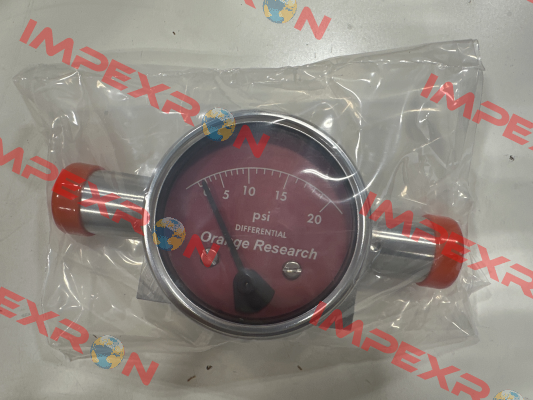 IMPEXRON
IMPEXRON
IMPEXRON
IMPEXRON
IMPEXRON
IMPEXRON
5 10 15 20
psi
DIFFERENTIAL
Orange Research